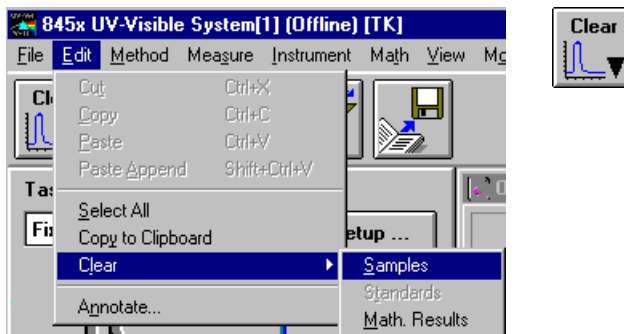 845x UV-Visible System[1] (Offline) [TK]
File Edit Method Measure Instrument Math View
Clear
Cut Ctrl+X
Copy Ctrl+C
Paste Ctrl+V
Paste Append Shift+Ctrl+V
Select All
Copy to Clipboard
etup ...
Clear
Samples
Standards
Annotate...
Math. Results